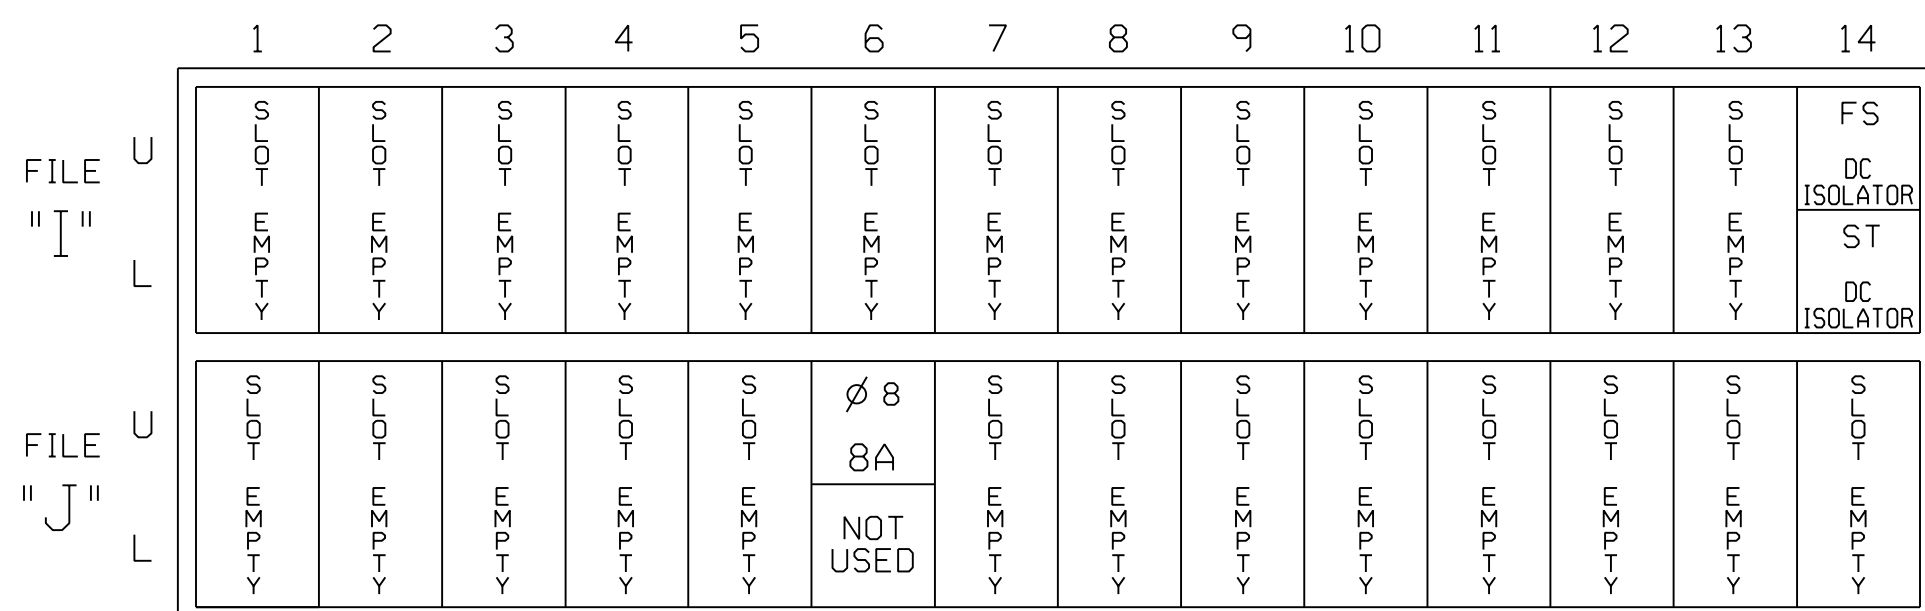 1 2 3 4 5 6 7 8 9 10 11 12 13 14
FILE "I"
U
L
SLOT EMPTY
SLOT EMPTY
SLOT EMPTY
SLOT EMPTY
SLOT EMPTY
SLOT EMPTY
SLOT EMPTY
SLOT EMPTY
SLOT EMPTY
SLOT EMPTY
SLOT EMPTY
SLOT EMPTY
SLOT EMPTY
FS
DC
ISOLATOR
ST
DC
ISOLATOR
FILE "J"
U
L
SLOT EMPTY
SLOT EMPTY
SLOT EMPTY
SLOT EMPTY
SLOT EMPTY
Ø 8
8A
NOT
USED
SLOT EMPTY
SLOT EMPTY
SLOT EMPTY
SLOT EMPTY
SLOT EMPTY
SLOT EMPTY
SLOT EMPTY
SLOT EMPTY